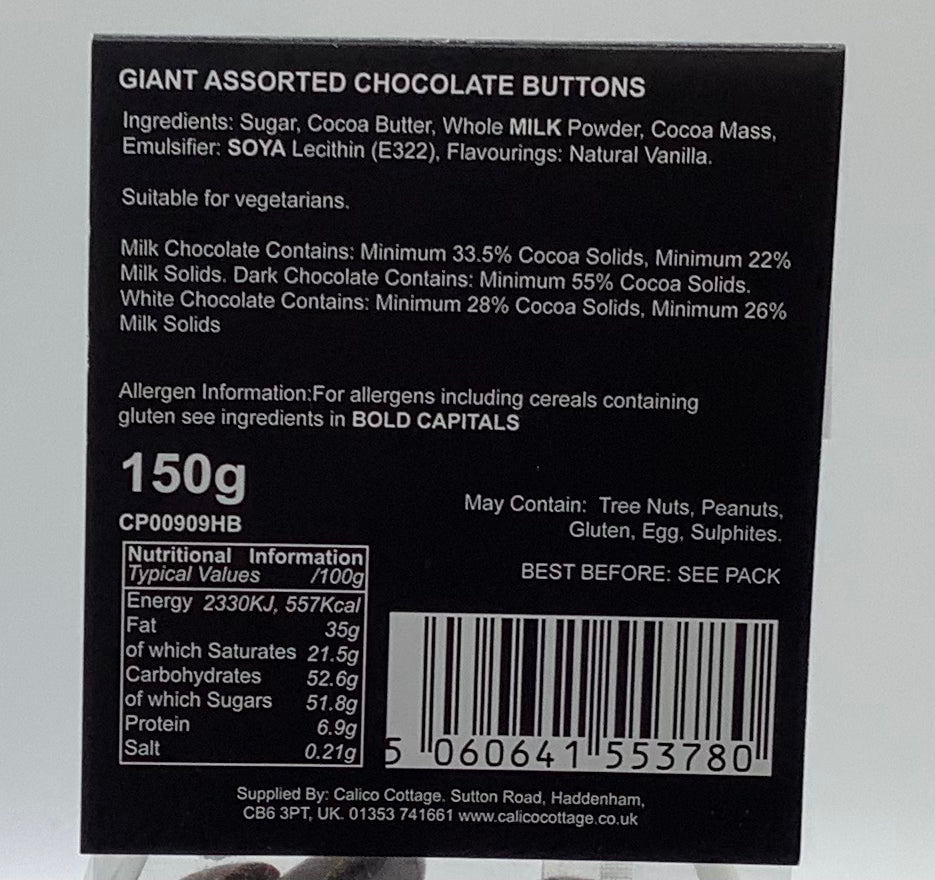 GIANT ASSORTED CHOCOLATE BUTTONS
Ingredients: Sugar, Cocoa Butter, Whole MILK Powder, Cocoa Mass,
Emulsifier: SOYA Lecithin (E322), Flavourings: Natural Vanilla.
Suitable for vegetarians.
Milk Chocolate Contains: Minimum 33.5% Cocoa Solids, Minimum 22%
Milk Solids. Dark Chocolate Contains: Minimum 55% Cocoa Solids.
White Chocolate Contains: Minimum 28% Cocoa Solids, Minimum 26%
Milk Solids
Allergen Information:For allergens including cereals containing
gluten see ingredients in BOLD CAPITALS
150g
CP00909HB
May Contain: Tree Nuts, Peanuts,
Gluten, Egg, Sulphites.
BEST BEFORE: SEE PACK
Nutritional Information
Typical Values /100g
Energy 2330KJ, 557Kcal
Fat 35g
of which Saturates 21.5g
Carbohydrates 52.6g
of which Sugars 51.8g
Protein 6.9g
Salt 0.21g
5 060641 553780
Supplied By: Calico Cottage. Sutton Road, Haddenham,
CB6 3PT, UK. 01353 741661 www.calicocottage.co.uk